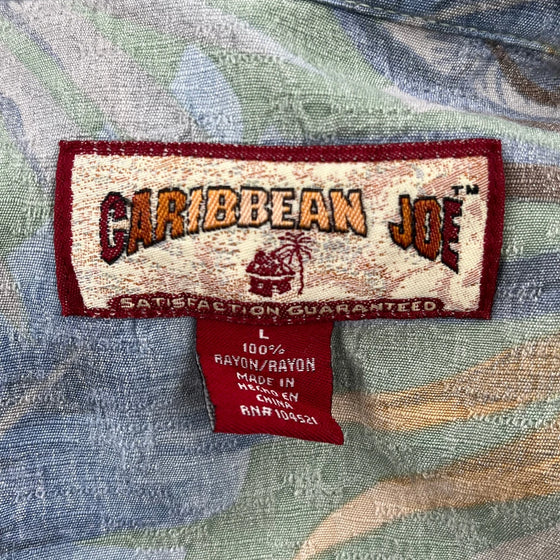 CARIBBEAN JOE™
SATISFACTION GUARANTEED
L
100%
RAYON/RAYON
MADE IN
HECHO EN
CHINA
RN# 104521